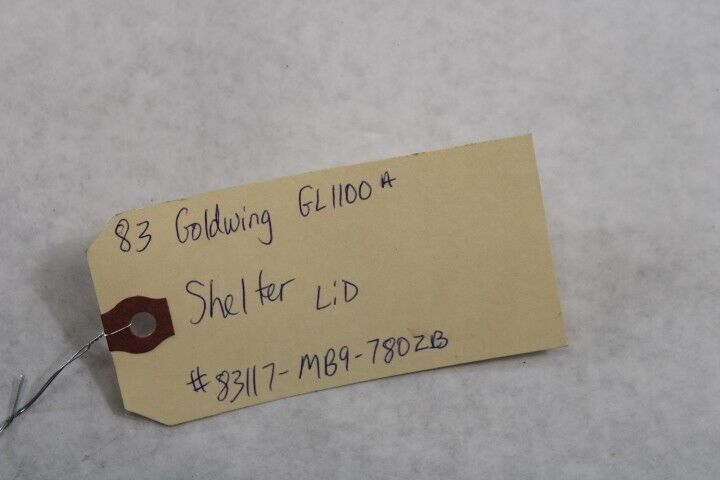 83 Goldwing GL1100A
Shelter LiD
#83117-MB9-780ZB